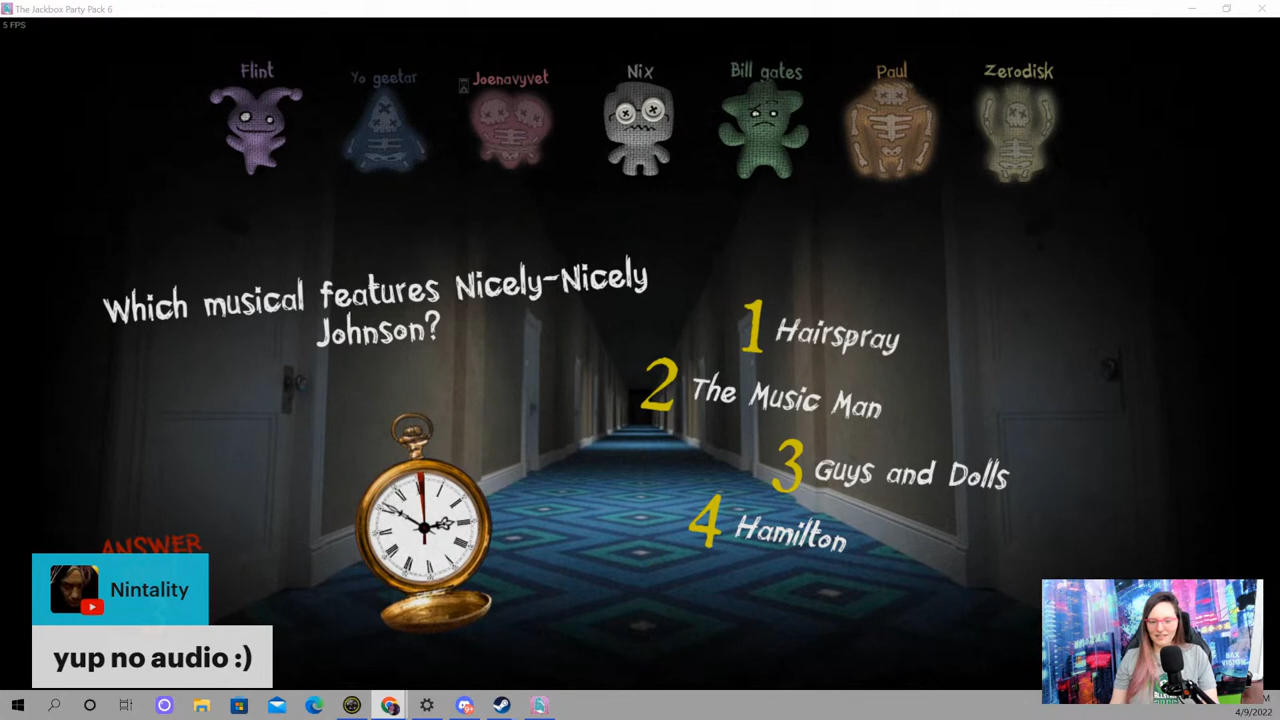 The Jackbox Party Pack 6
5 FPS
Flint
Yo geetar
Joenavyvet
Nix
Bill gates
Paul
Zerodisk
Which musical features Nicely-Nicely
Johnson?
1 Hairspray
2 The Music Man
3 Guys and Dolls
4 Hamilton
ANSWER
Nintality
yup no audio :)
4/9/2022